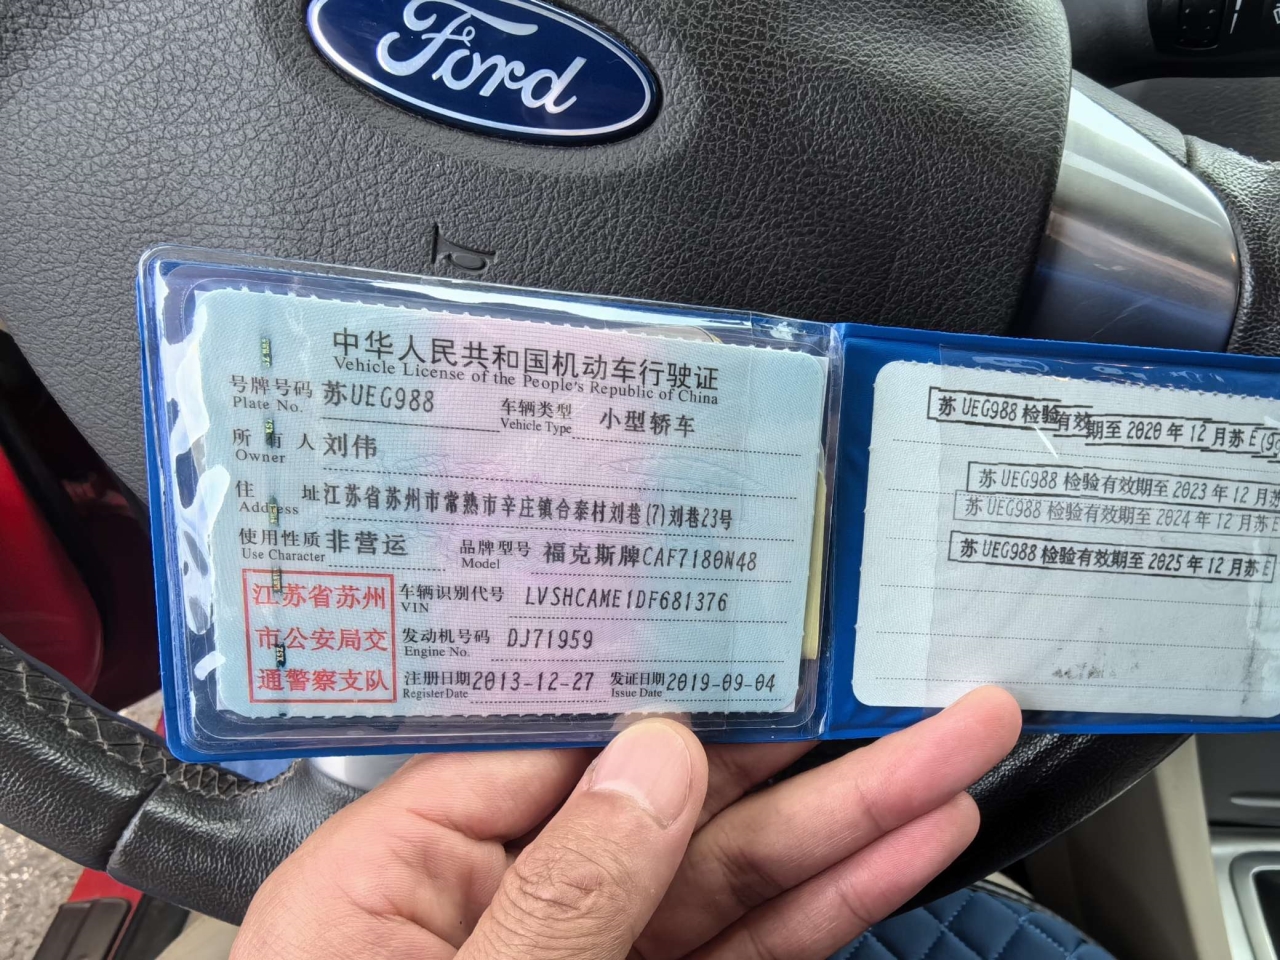 Ford
中华人民共和国机动车行驶证
Vehicle License of the People's Republic of China
号牌号码 苏UEG988 车辆类型 小型轿车
Plate No. Vehicle Type
所有人 刘伟
Owner
住址 江苏省苏州市常熟市辛庄镇合泰村刘巷(7)刘巷23号
Address
使用性质 非营运 品牌型号 福克斯牌CAF7180N48
Use Character Model
江苏省苏州
市公安局交
通警察支队
车辆识别代号 LVSHCAME1DF681376
VIN
发动机号码 DJ71959
Engine No.
注册日期 2013-12-27 发证日期 2019-09-04
Register Date Issue Date
苏UEG988 检验有效期至 2020 年 12 月苏E(99
苏UEG988 检验有效期至 2023 年 12 月苏
苏UEG988 检验有效期至 2024 年 12 月苏E
苏UEG988 检验有效期至 2025 年 12 月苏E